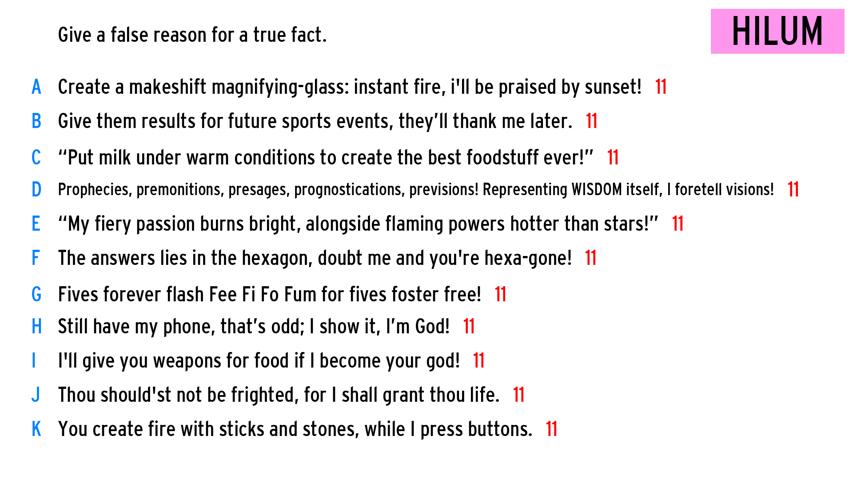 Give a false reason for a true fact.
HILUM
A Create a makeshift magnifying-glass: instant fire, i'll be praised by sunset! 11
B Give them results for future sports events, they’ll thank me later. 11
C “Put milk under warm conditions to create the best foodstuff ever!” 11
D Prophecies, premonitions, presages, prognostications, previsions! Representing WISDOM itself, I foretell visions! 11
E “My fiery passion burns bright, alongside flaming powers hotter than stars!” 11
F The answers lies in the hexagon, doubt me and you're hexa-gone! 11
G Fives forever flash Fee Fi Fo Fum for fives foster free! 11
H Still have my phone, that’s odd; I show it, I’m God! 11
I I'll give you weapons for food if I become your god! 11
J Thou should'st not be frighted, for I shall grant thou life. 11
K You create fire with sticks and stones, while I press buttons. 11